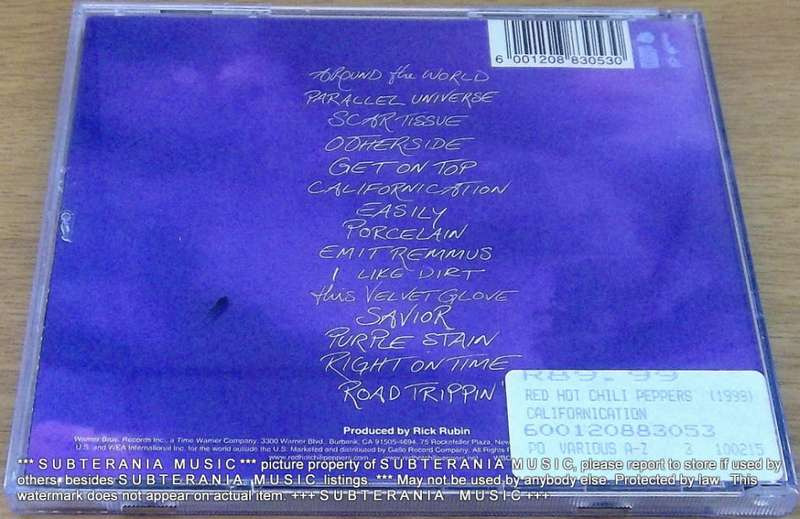 6 001208 830530
AROUND the WORLD
PARALLEL UNIVERSE
SCAR TISSUE
OTHERSIDE
GET ON TOP
CALIFORNICATION
EASILY
PORCELAIN
EMIT REMMUS
I LIKE DIRT
this VELVET GLOVE
SAVIOR
PURPLE STAIN
RIGHT ON TIME
ROAD TRIPPIN'
R89.99
RED HOT CHILI PEPPERS (1999)
CALIFORNICATION
600120883053
PO VARIOUS A-Z 3 100215
Produced by Rick Rubin
Warner Bros. Records Inc., a Time Warner Company, 3300 Warner Blvd., Burbank, CA 91505-4694, 75 Rockefeller Plaza, New
U.S. and WEA International Inc. for the world outside the U.S. Marketed and distributed by Gallo Record Company. All Rights
www.redhotchilipeppers.com
*** S U B T E R A N I A M U S I C *** picture property of S U B T E R A N I A M U S I C, please report to store if used by
others, besides S U B T E R A N I A M U S I C listings. *** May not be used by anybody else. Protected by law. This
watermark does not appear on actual item. +++ S U B T E R A N I A M U S I C +++